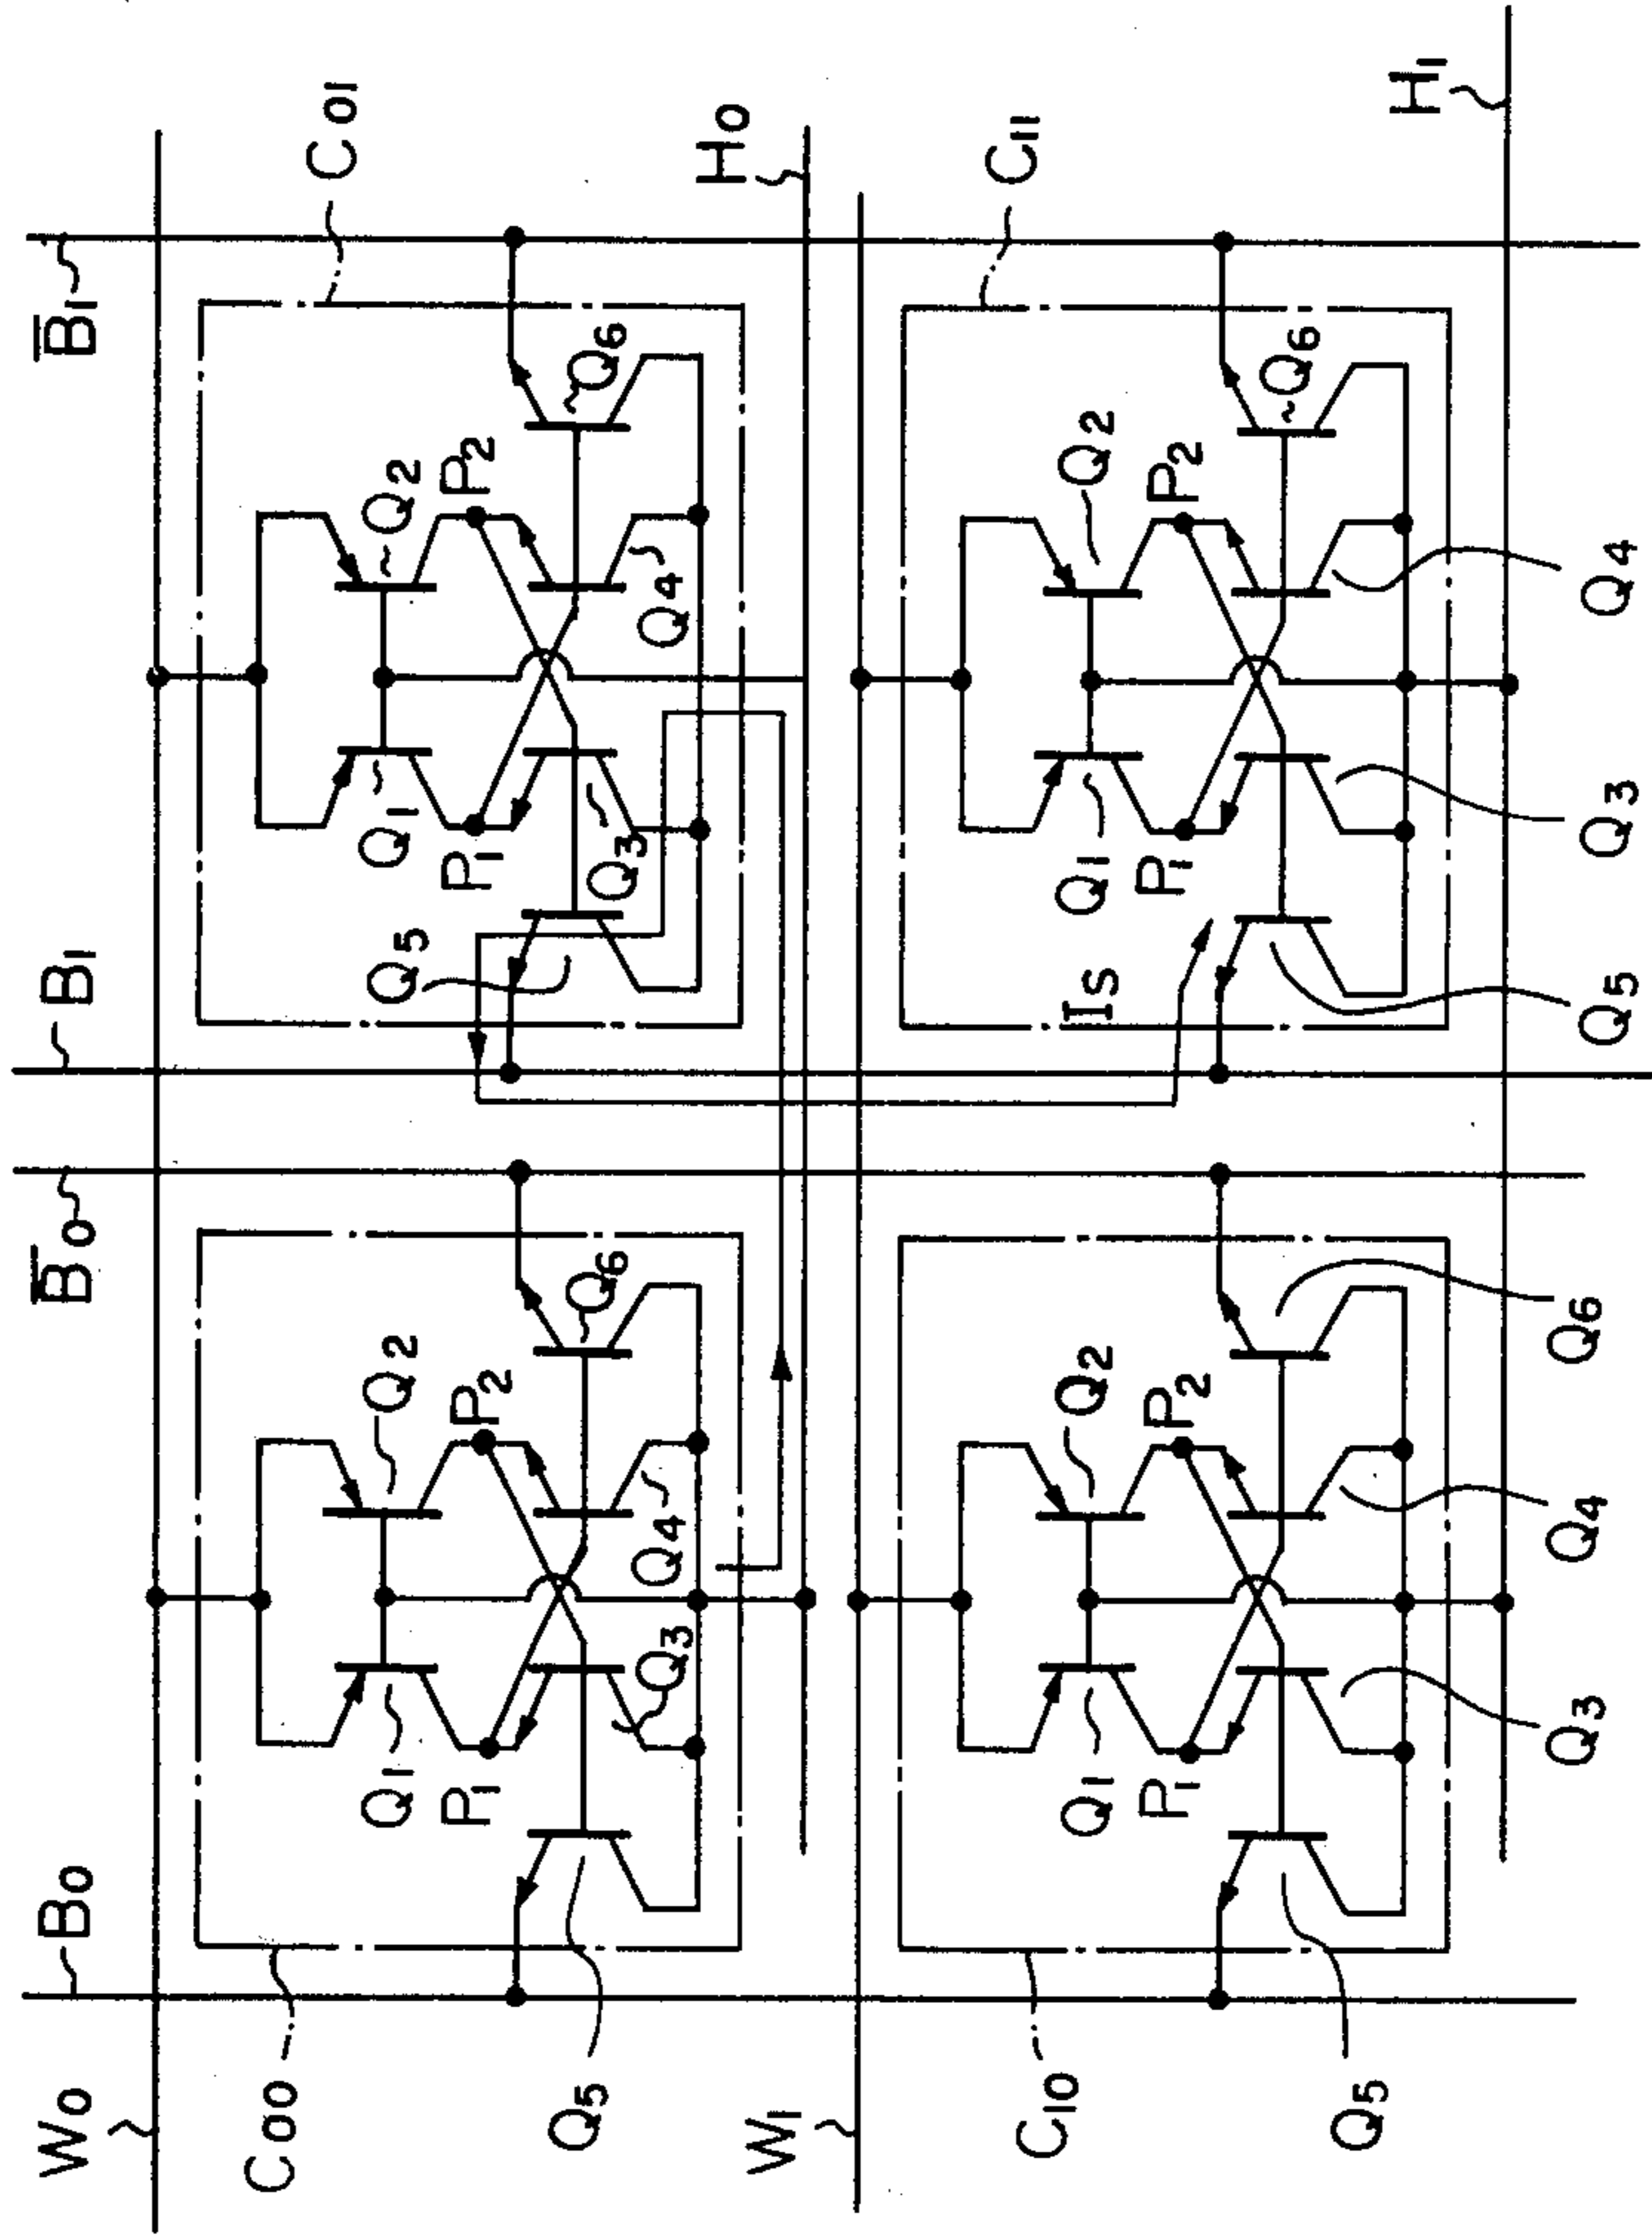 W0 B0 B̅0 B1 B̅1
C00 C01
Q1 Q2 Q5 Q1 Q2
P1 P2 P1 P2
Q5 Q6 Q3 Q6
Q3 Q4 Q4
H0
W1
C10 C11
Q1 Q2 IS Q1 Q2
P1 P2 P1 P2
Q6
Q5
H1
Q3 Q4 Q6 Q5 Q3 Q4